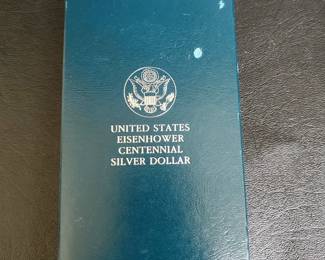 UNITED STATES
EISENHOWER
CENTENNIAL
SILVER DOLLAR